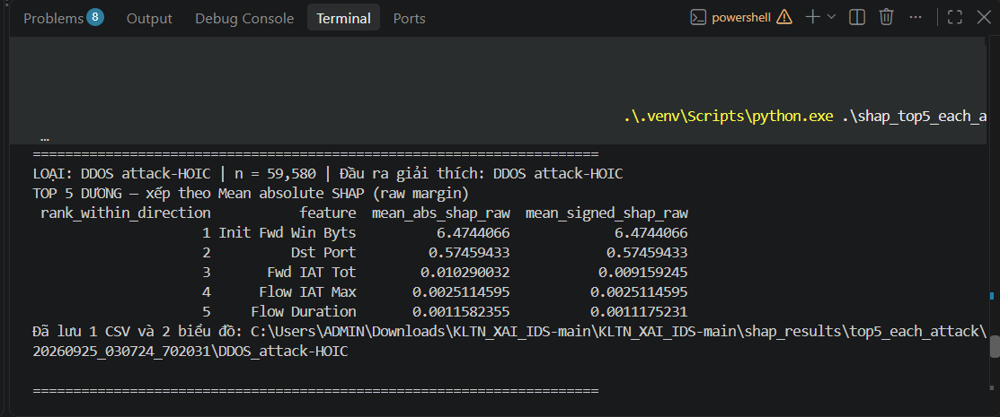 Problems 8 Output Debug Console Terminal Ports powershell
.\.venv\Scripts\python.exe .\shap_top5_each_a
…
======================================================================
LOẠI: DDOS attack-HOIC | n = 59,580 | Đầu ra giải thích: DDOS attack-HOIC
TOP 5 DƯƠNG — xếp theo Mean absolute SHAP (raw margin)
rank_within_direction feature mean_abs_shap_raw mean_signed_shap_raw
1 Init Fwd Win Byts 6.4744066 6.4744066
2 Dst Port 0.57459433 0.57459433
3 Fwd IAT Tot 0.010290032 0.009159245
4 Flow IAT Max 0.0025114595 0.0025114595
5 Flow Duration 0.0011582355 0.0011175231
Đã lưu 1 CSV và 2 biểu đồ: C:\Users\ADMIN\Downloads\KLTN_XAI_IDS-main\KLTN_XAI_IDS-main\shap_results\top5_each_attack\
20260925_030724_702031\DDOS_attack-HOIC
======================================================================